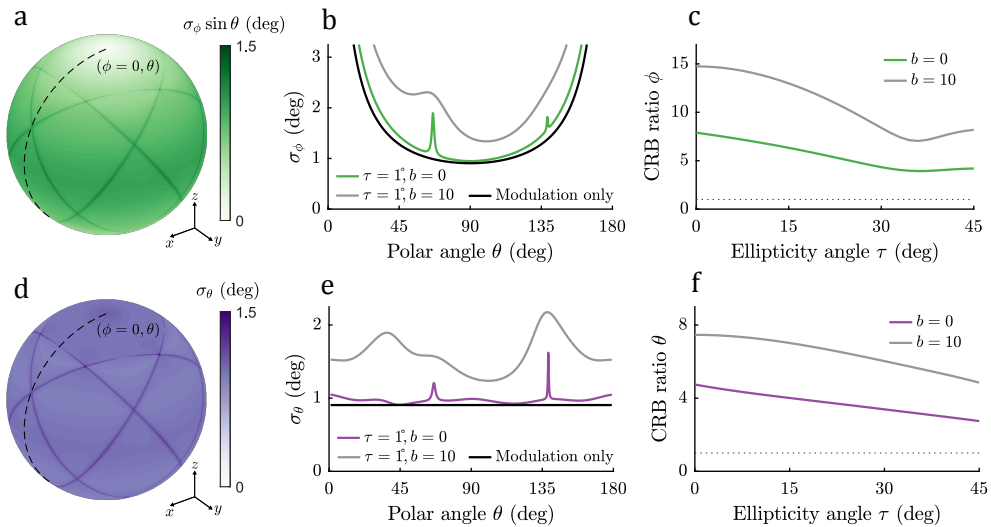 a
σ_ϕ sin θ (deg)
1.5
0
(ϕ = 0, θ)
z
x
y
b
3
2
1
0
σ_ϕ (deg)
τ = 1°, b = 0
τ = 1°, b = 10
Modulation only
0 45 90 135 180
Polar angle θ (deg)
c
15
10
5
0
CRB ratio ϕ
b = 0
b = 10
0 15 30 45
Ellipticity angle τ (deg)
d
σ_θ (deg)
1.5
0
(ϕ = 0, θ)
z
x
y
e
2
1
0
σ_θ (deg)
τ = 1°, b = 0
τ = 1°, b = 10
Modulation only
0 45 90 135 180
Polar angle θ (deg)
f
8
4
0
CRB ratio θ
b = 0
b = 10
0 15 30 45
Ellipticity angle τ (deg)